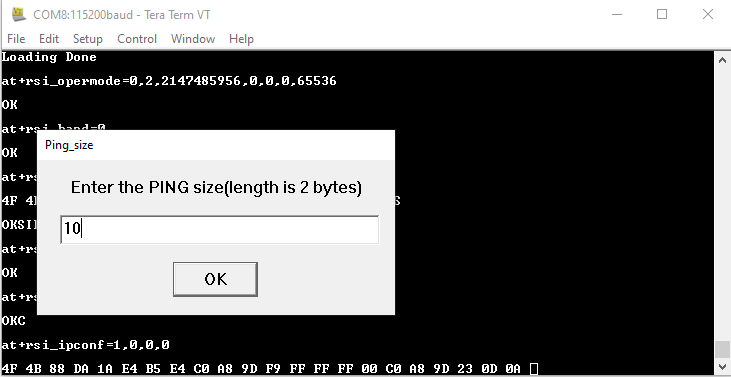 COM8:115200baud - Tera Term VT
File Edit Setup Control Window Help
Loading Done
at+rsi_opermode=0,2,2147485956,0,0,0,65536
OK
at+rsi_band=0
OK
Ping_size
Enter the PING size(length is 2 bytes)
10
OK
at+rs
4F 4
S
OKSI
at+rs
OK
at+rs
OKC
at+rsi_ipconf=1,0,0,0
4F 4B 88 DA 1A E4 B5 E4 C0 A8 9D F9 FF FF FF 00 C0 A8 9D 23 0D 0A